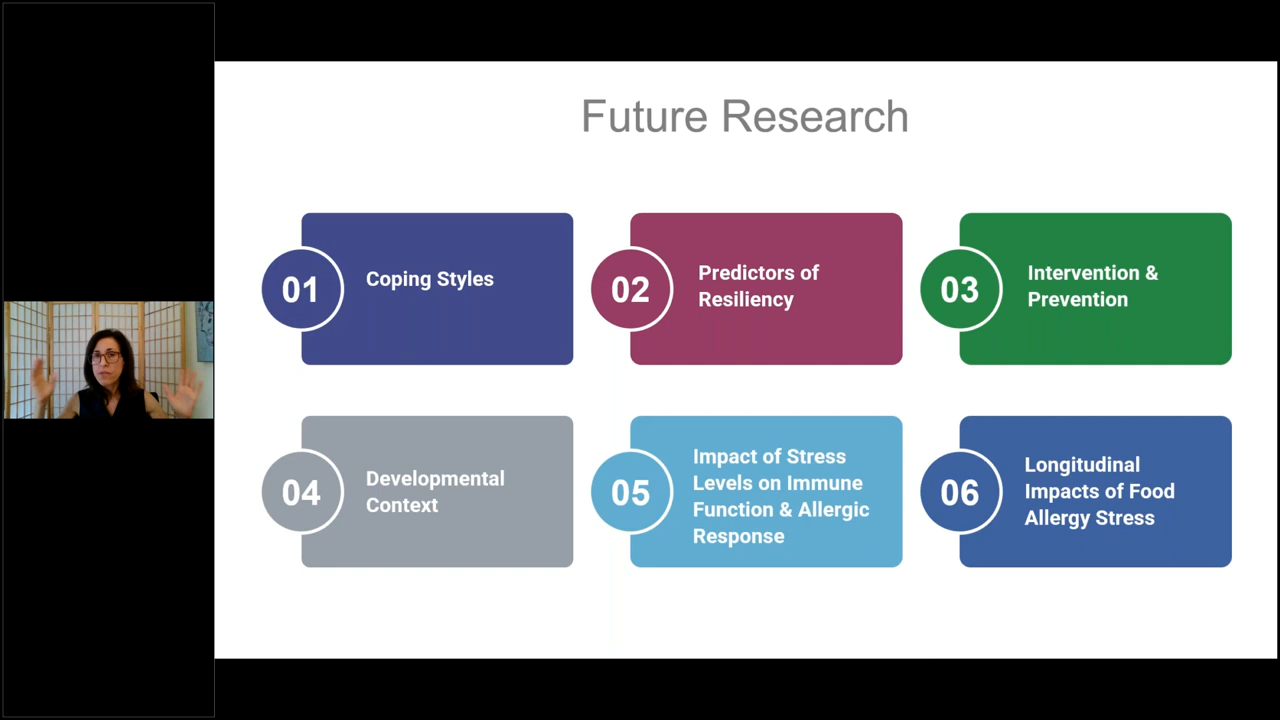 Future Research
01
Coping Styles
02
Predictors of
Resiliency
03
Intervention &
Prevention
04
Developmental
Context
05
Impact of Stress
Levels on Immune
Function & Allergic
Response
06
Longitudinal
Impacts of Food
Allergy Stress